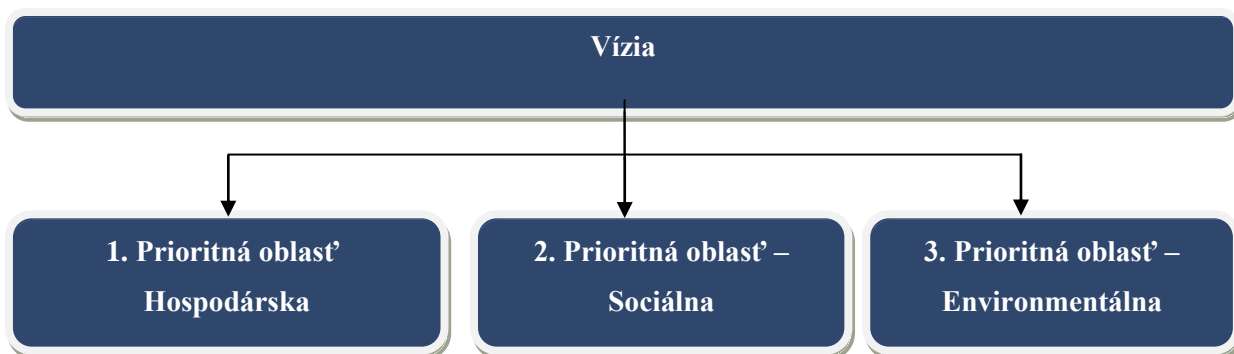 Vízia
1. Prioritná oblasť
Hospodárska
2. Prioritná oblasť –
Sociálna
3. Prioritná oblasť –
Environmentálna